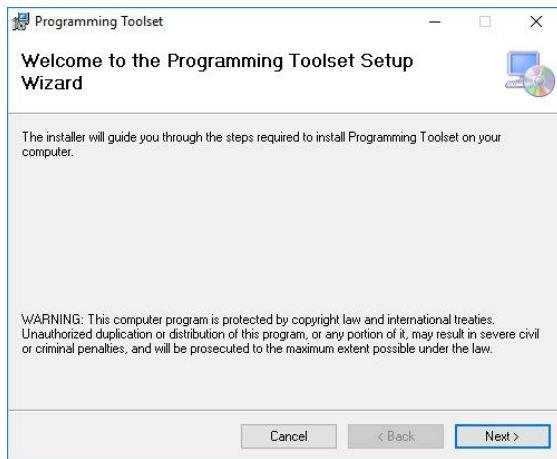 Programming Toolset
Welcome to the Programming Toolset Setup
Wizard
The installer will guide you through the steps required to install Programming Toolset on your
computer.
WARNING: This computer program is protected by copyright law and international treaties.
Unauthorized duplication or distribution of this program, or any portion of it, may result in severe civil
or criminal penalties, and will be prosecuted to the maximum extent possible under the law.
Cancel
< Back
Next >